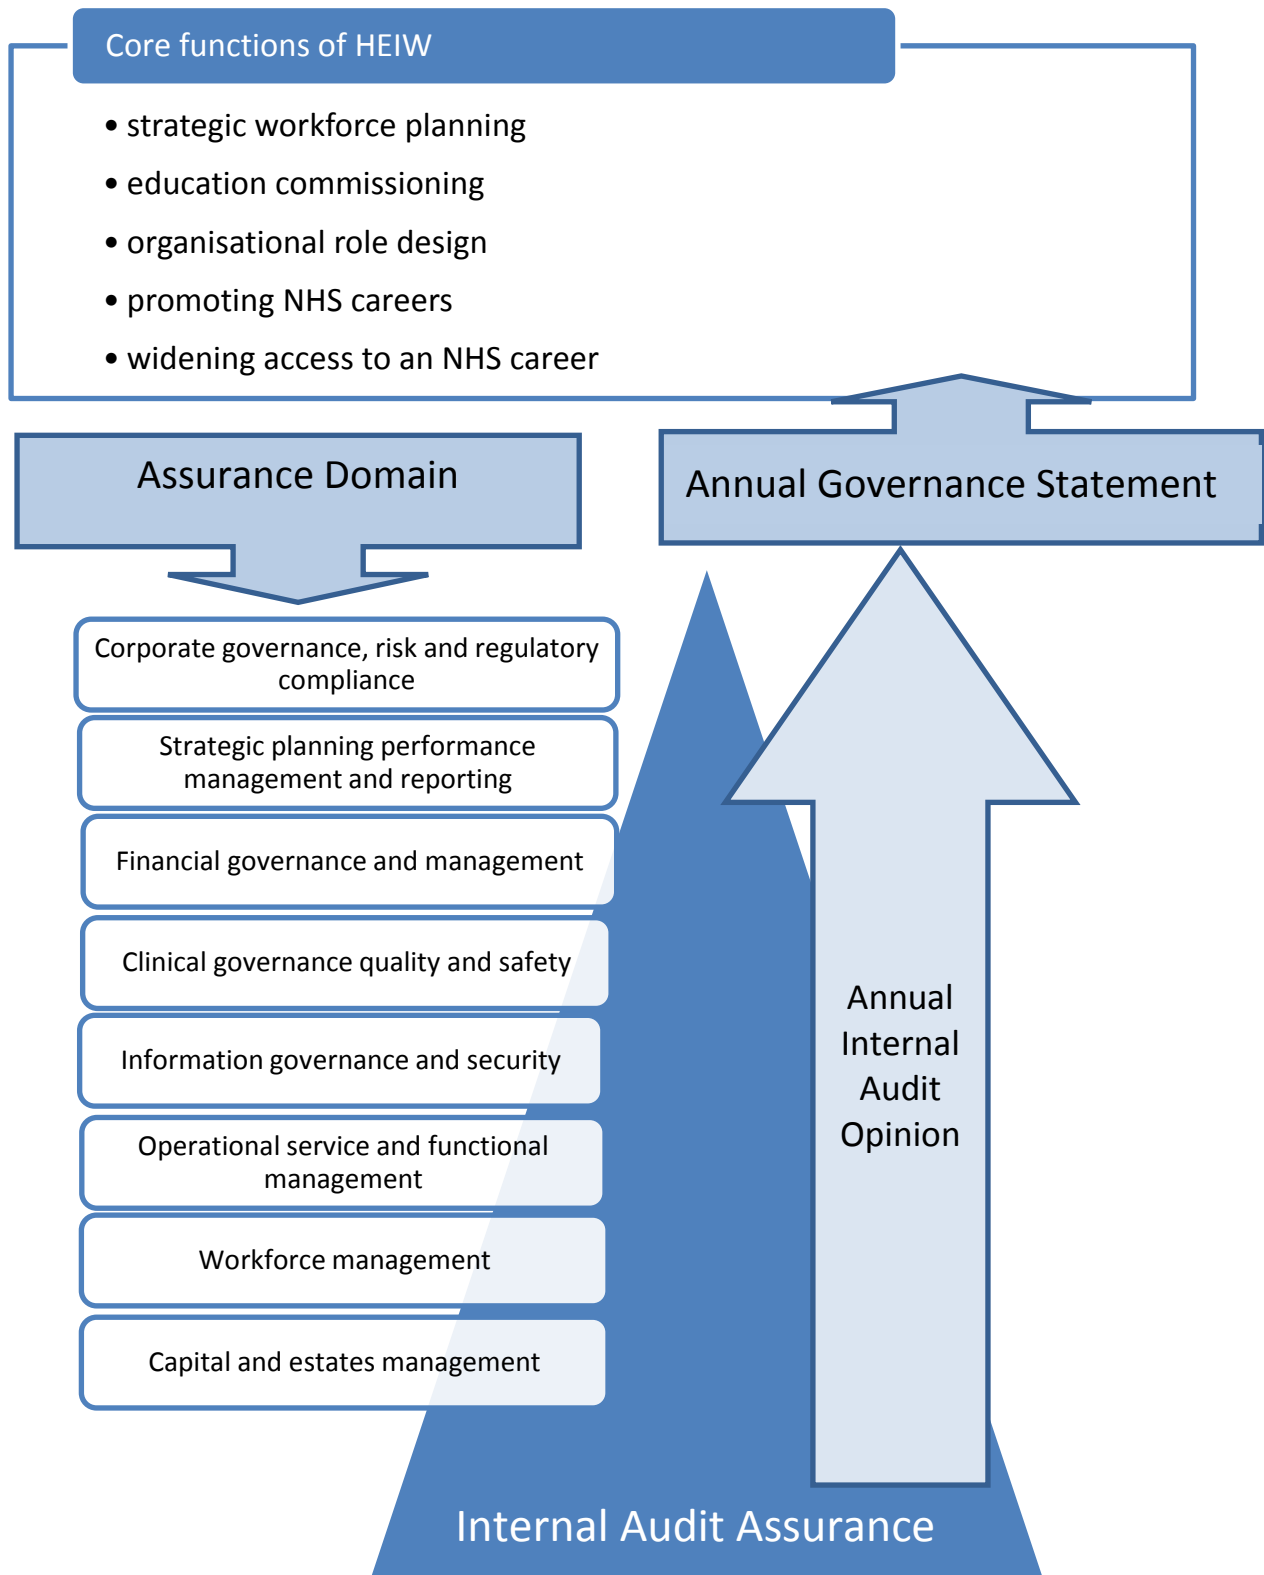 Core functions of HEIW
• strategic workforce planning
• education commissioning
• organisational role design
• promoting NHS careers
• widening access to an NHS career
Assurance Domain
Annual Governance Statement
Corporate governance, risk and regulatory
compliance
Strategic planning performance
management and reporting
Financial governance and management
Clinical governance quality and safety
Information governance and security
Operational service and functional
management
Workforce management
Capital and estates management
Annual
Internal
Audit
Opinion
Internal Audit Assurance